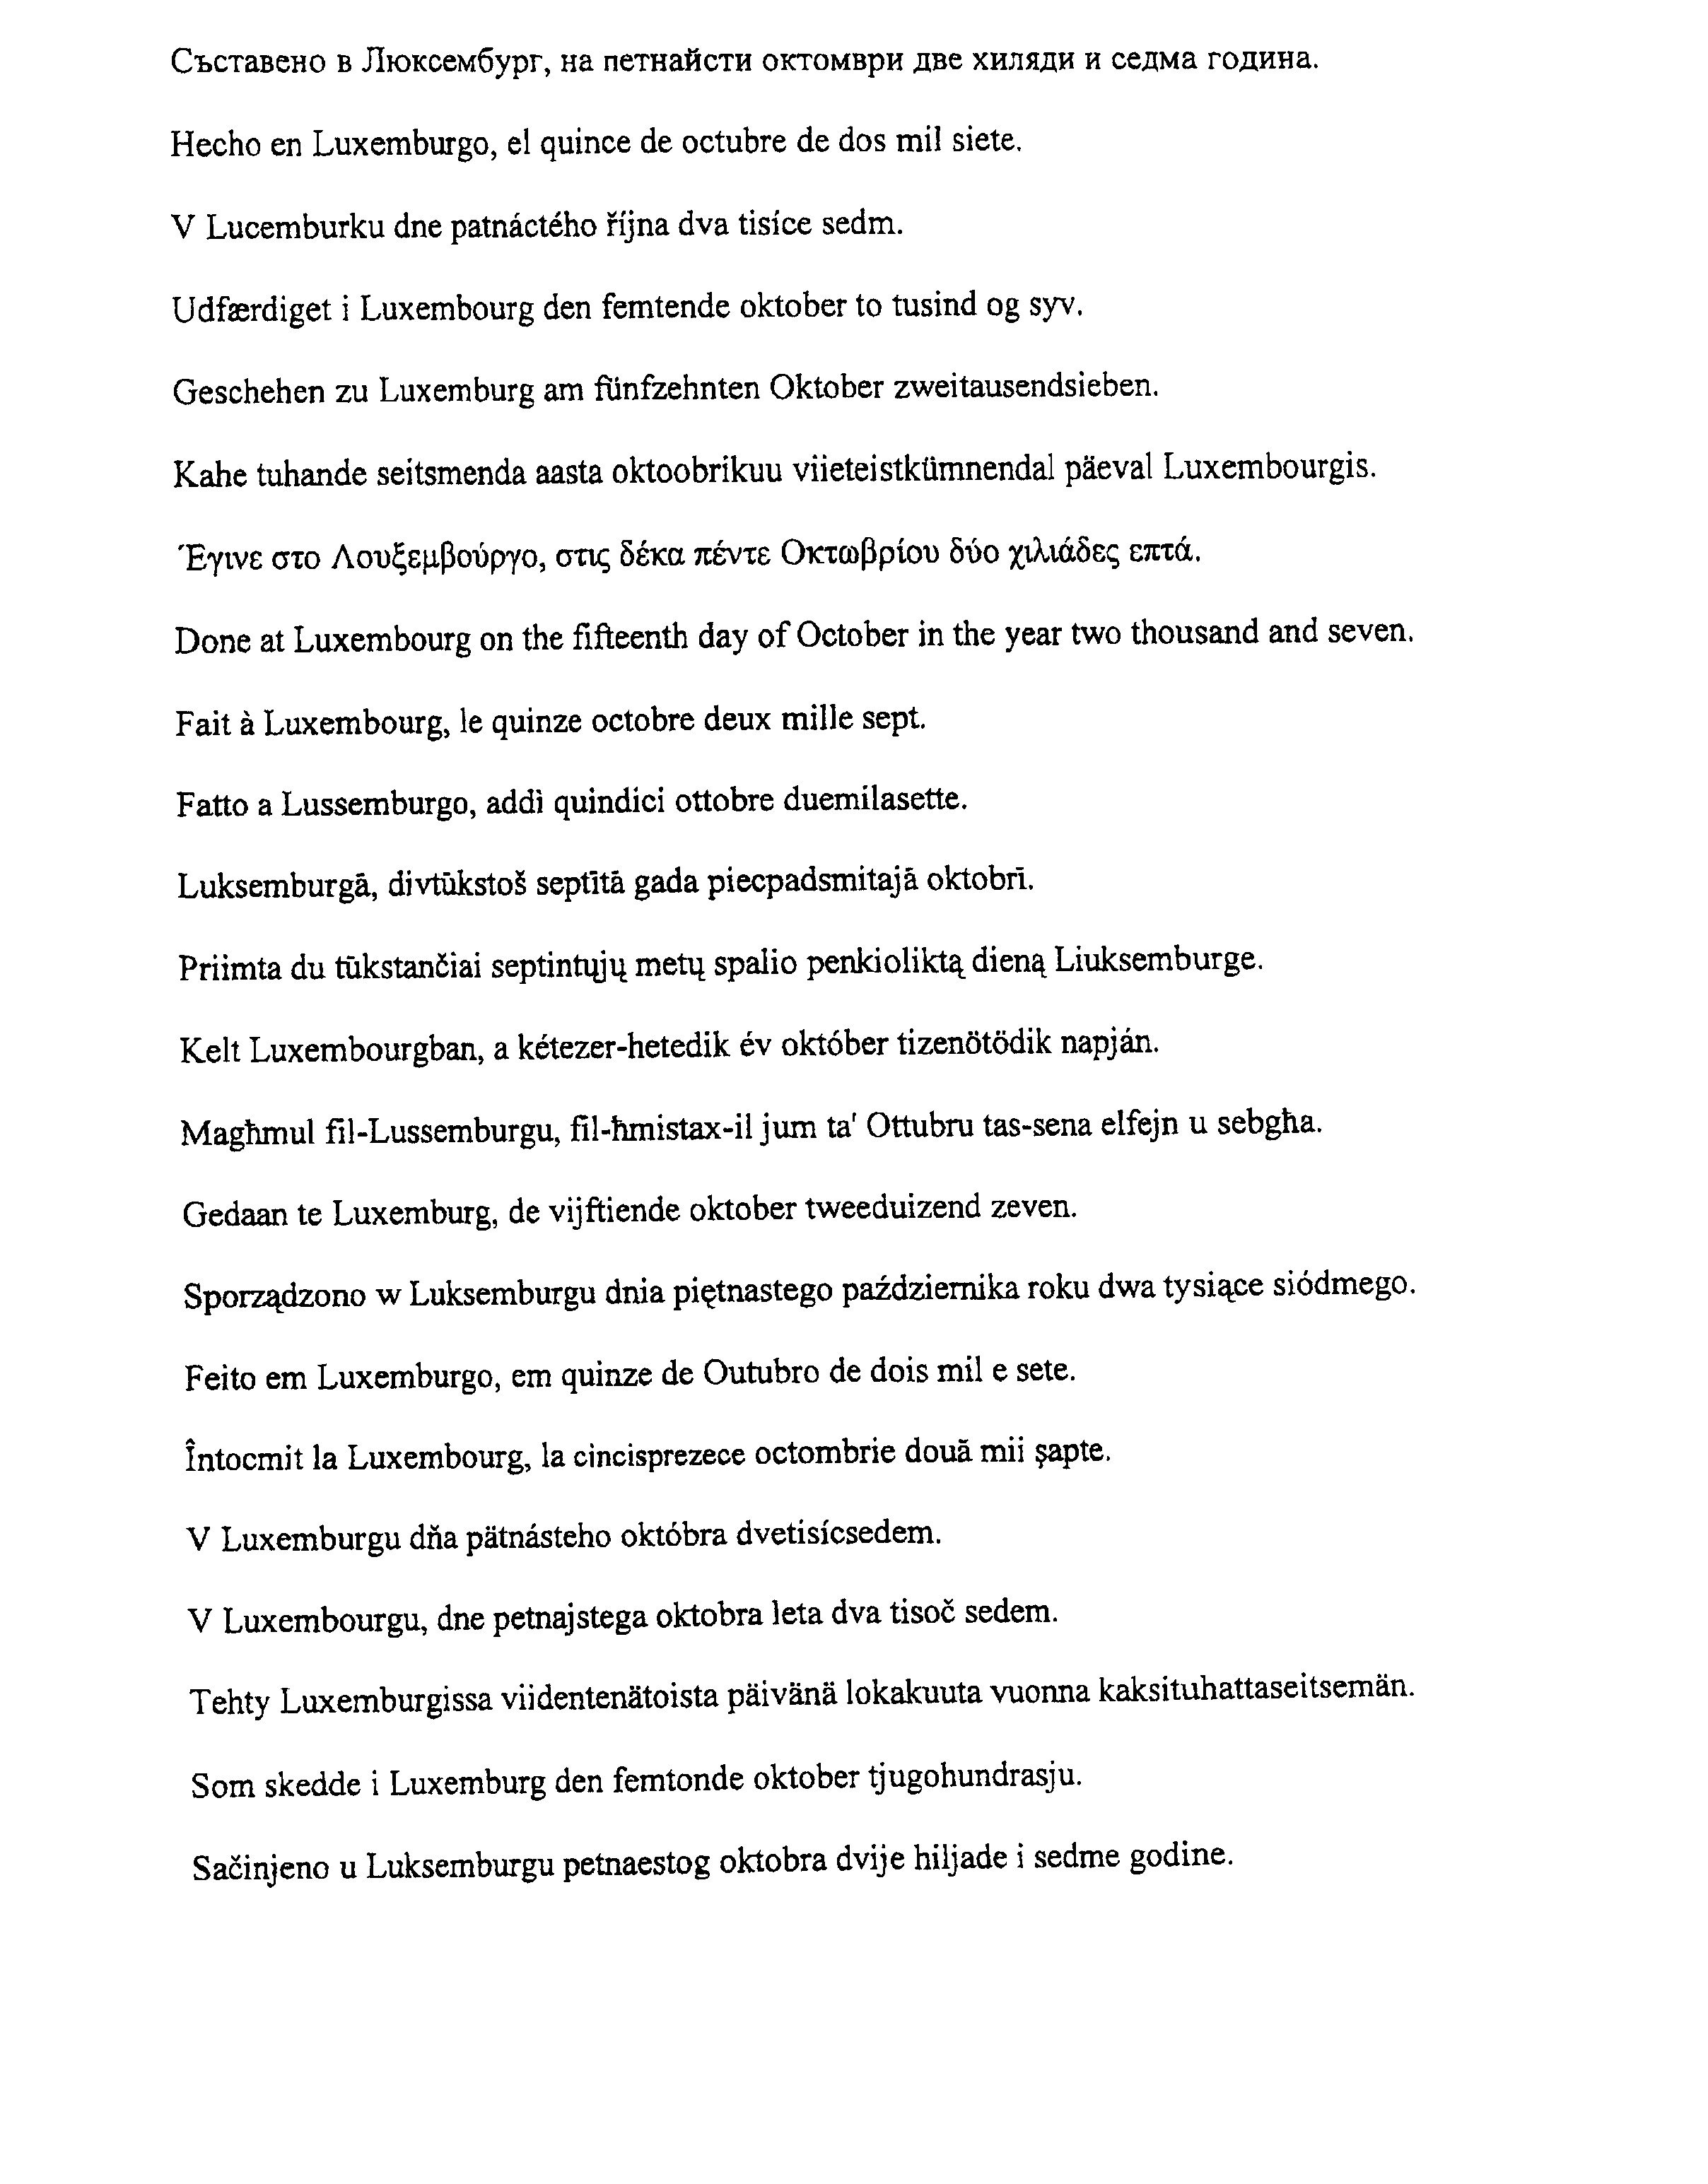 Съставено в Люксембург, на петнайсти октомври две хиляди и седма година.
Hecho en Luxemburgo, el quince de octubre de dos mil siete.
V Lucemburku dne patnáctého října dva tisíce sedm.
Udfærdiget i Luxembourg den femtende oktober to tusind og syv.
Geschehen zu Luxemburg am fünfzehnten Oktober zweitausendsieben.
Kahe tuhande seitsmenda aasta oktoobrikuu viieteistkümnendal päeval Luxembourgis.
Έγινε στο Λουξεμβούργο, στις δέκα πέντε Οκτωβρίου δύο χιλιάδες επτά.
Done at Luxembourg on the fifteenth day of October in the year two thousand and seven.
Fait à Luxembourg, le quinze octobre deux mille sept.
Fatto a Lussemburgo, addì quindici ottobre duemilasette.
Luksemburgā, divtūkstoš septītā gada piecpadsmitajā oktobrī.
Priimta du tūkstančiai septintųjų metų spalio penkioliktą dieną Liuksemburge.
Kelt Luxembourgban, a kétezer-hetedik év október tizenötödik napján.
Magħmul fil-Lussemburgu, fil-ħmistax-il jum ta' Ottubru tas-sena elfejn u sebgħa.
Gedaan te Luxemburg, de vijftiende oktober tweeduizend zeven.
Sporządzono w Luksemburgu dnia piętnastego października roku dwa tysiące siódmego.
Feito em Luxemburgo, em quinze de Outubro de dois mil e sete.
Întocmit la Luxembourg, la cincisprezece octombrie două mii şapte.
V Luxemburgu dňa pätnásteho októbra dvetisícsedem.
V Luxembourgu, dne petnajstega oktobra leta dva tisoč sedem.
Tehty Luxemburgissa viidentenätoista päivänä lokakuuta vuonna kaksituhattaseitsemän.
Som skedde i Luxemburg den femtonde oktober tjugohundrasju.
Sačinjeno u Luksemburgu petnaestog oktobra dvije hiljade i sedme godine.